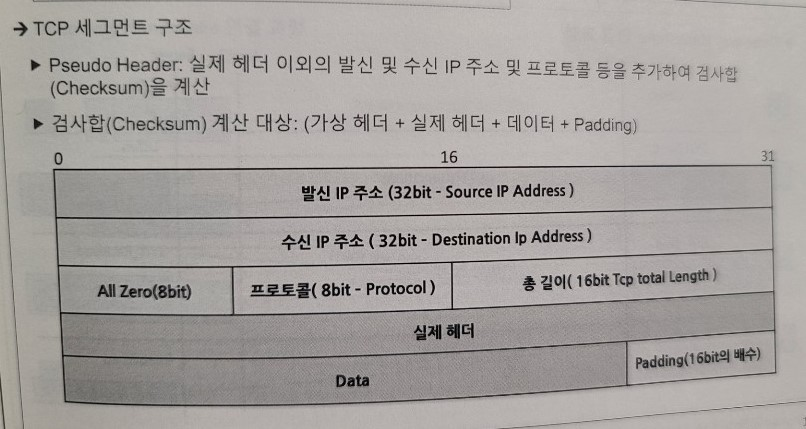 → TCP 세그먼트 구조
▶ Pseudo Header: 실제 헤더 이외의 발신 및 수신 IP 주소 및 프로토콜 등을 추가하여 검사합
(Checksum)을 계산
▶ 검사합(Checksum) 계산 대상: (가상 헤더 + 실제 헤더 + 데이터 + Padding)
0 16 31
발신 IP 주소 (32bit - Source IP Address )
수신 IP 주소 ( 32bit - Destination Ip Address )
All Zero(8bit) 프로토콜( 8bit - Protocol ) 총 길이( 16bit Tcp total Length )
실제 헤더
Data Padding(16bit의 배수)